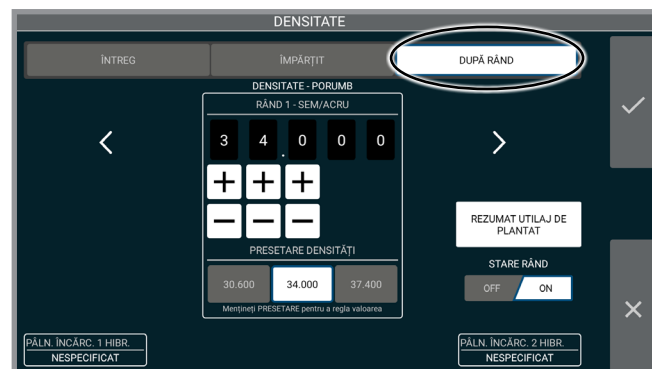 DENSITATE
ÎNTREG
ÎMPĂRȚIT
DUPĂ RÂND
DENSITATE - PORUMB
RÂND 1 - SEM/ACRU
3 4 . 0 0 0
+ + +
− − −
REZUMAT UTILAJ DE
PLANTAT
PRESETARE DENSITĂȚI
STARE RÂND
30.600 34.000 37.400
OFF ON
Mențineți PRESETARE pentru a regla valoarea
PÂLN. ÎNCĂRC. 1 HIBR.
NESPECIFICAT
PÂLN. ÎNCĂRC. 2 HIBR.
NESPECIFICAT